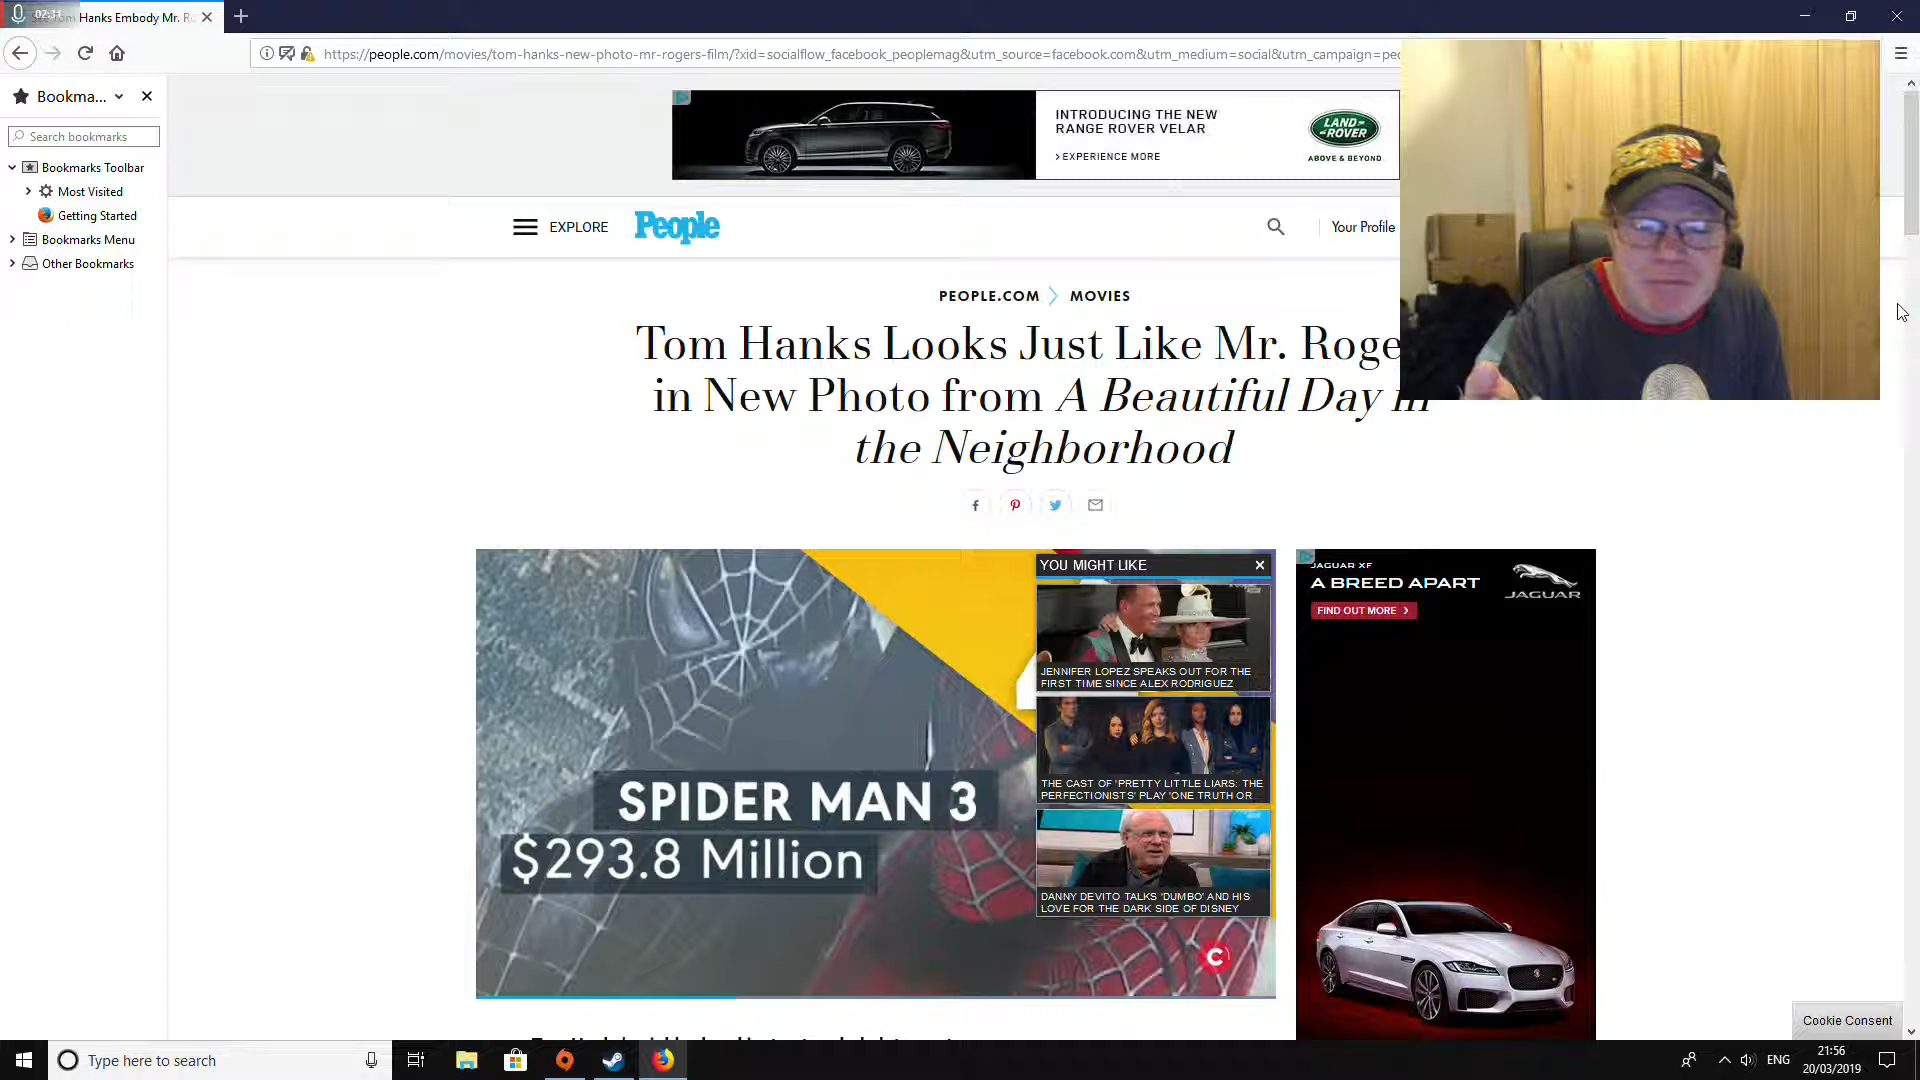 02:31
Hanks Embody Mr. Ro
https://people.com/movies/tom-hanks-new-photo-mr-rogers-film/?xid=socialflow_facebook_peoplemag&utm_source=facebook.com&utm_medium=social&utm_campaign=pec
Bookma...
Search bookmarks
Bookmarks Toolbar
Most Visited
Getting Started
Bookmarks Menu
Other Bookmarks
INTRODUCING THE NEW
RANGE ROVER VELAR
> EXPERIENCE MORE
LAND-
ROVER
ABOVE & BEYOND
EXPLORE
People
Your Profile
PEOPLE.COM > MOVIES
Tom Hanks Looks Just Like Mr. Roge
in New Photo from A Beautiful Day in
the Neighborhood
SPIDER MAN 3
$293.8 Million
YOU MIGHT LIKE
JENNIFER LOPEZ SPEAKS OUT FOR THE
FIRST TIME SINCE ALEX RODRIGUEZ
THE CAST OF 'PRETTY LITTLE LIARS: THE
PERFECTIONISTS' PLAY 'ONE TRUTH OR
DANNY DEVITO TALKS 'DUMBO' AND HIS
LOVE FOR THE DARK SIDE OF DISNEY
JAGUAR XF
A BREED APART
FIND OUT MORE >
JAGUAR
Cookie Consent
Type here to search
ENG
21:56
20/03/2019